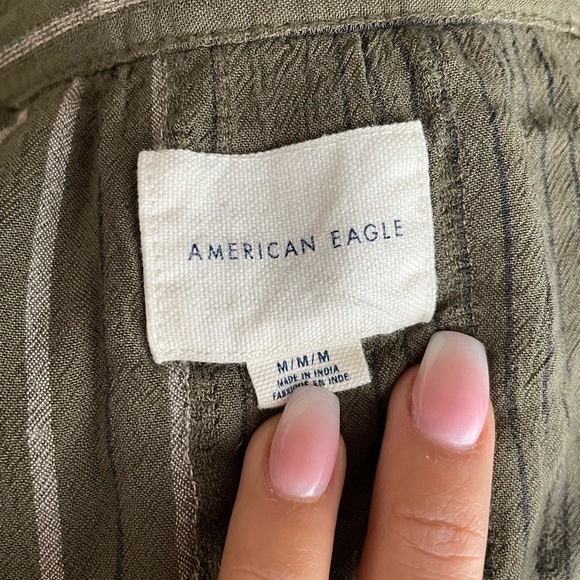 AMERICAN EAGLE
M/M/M
MADE IN INDIA
FABRIQUÉ EN INDE